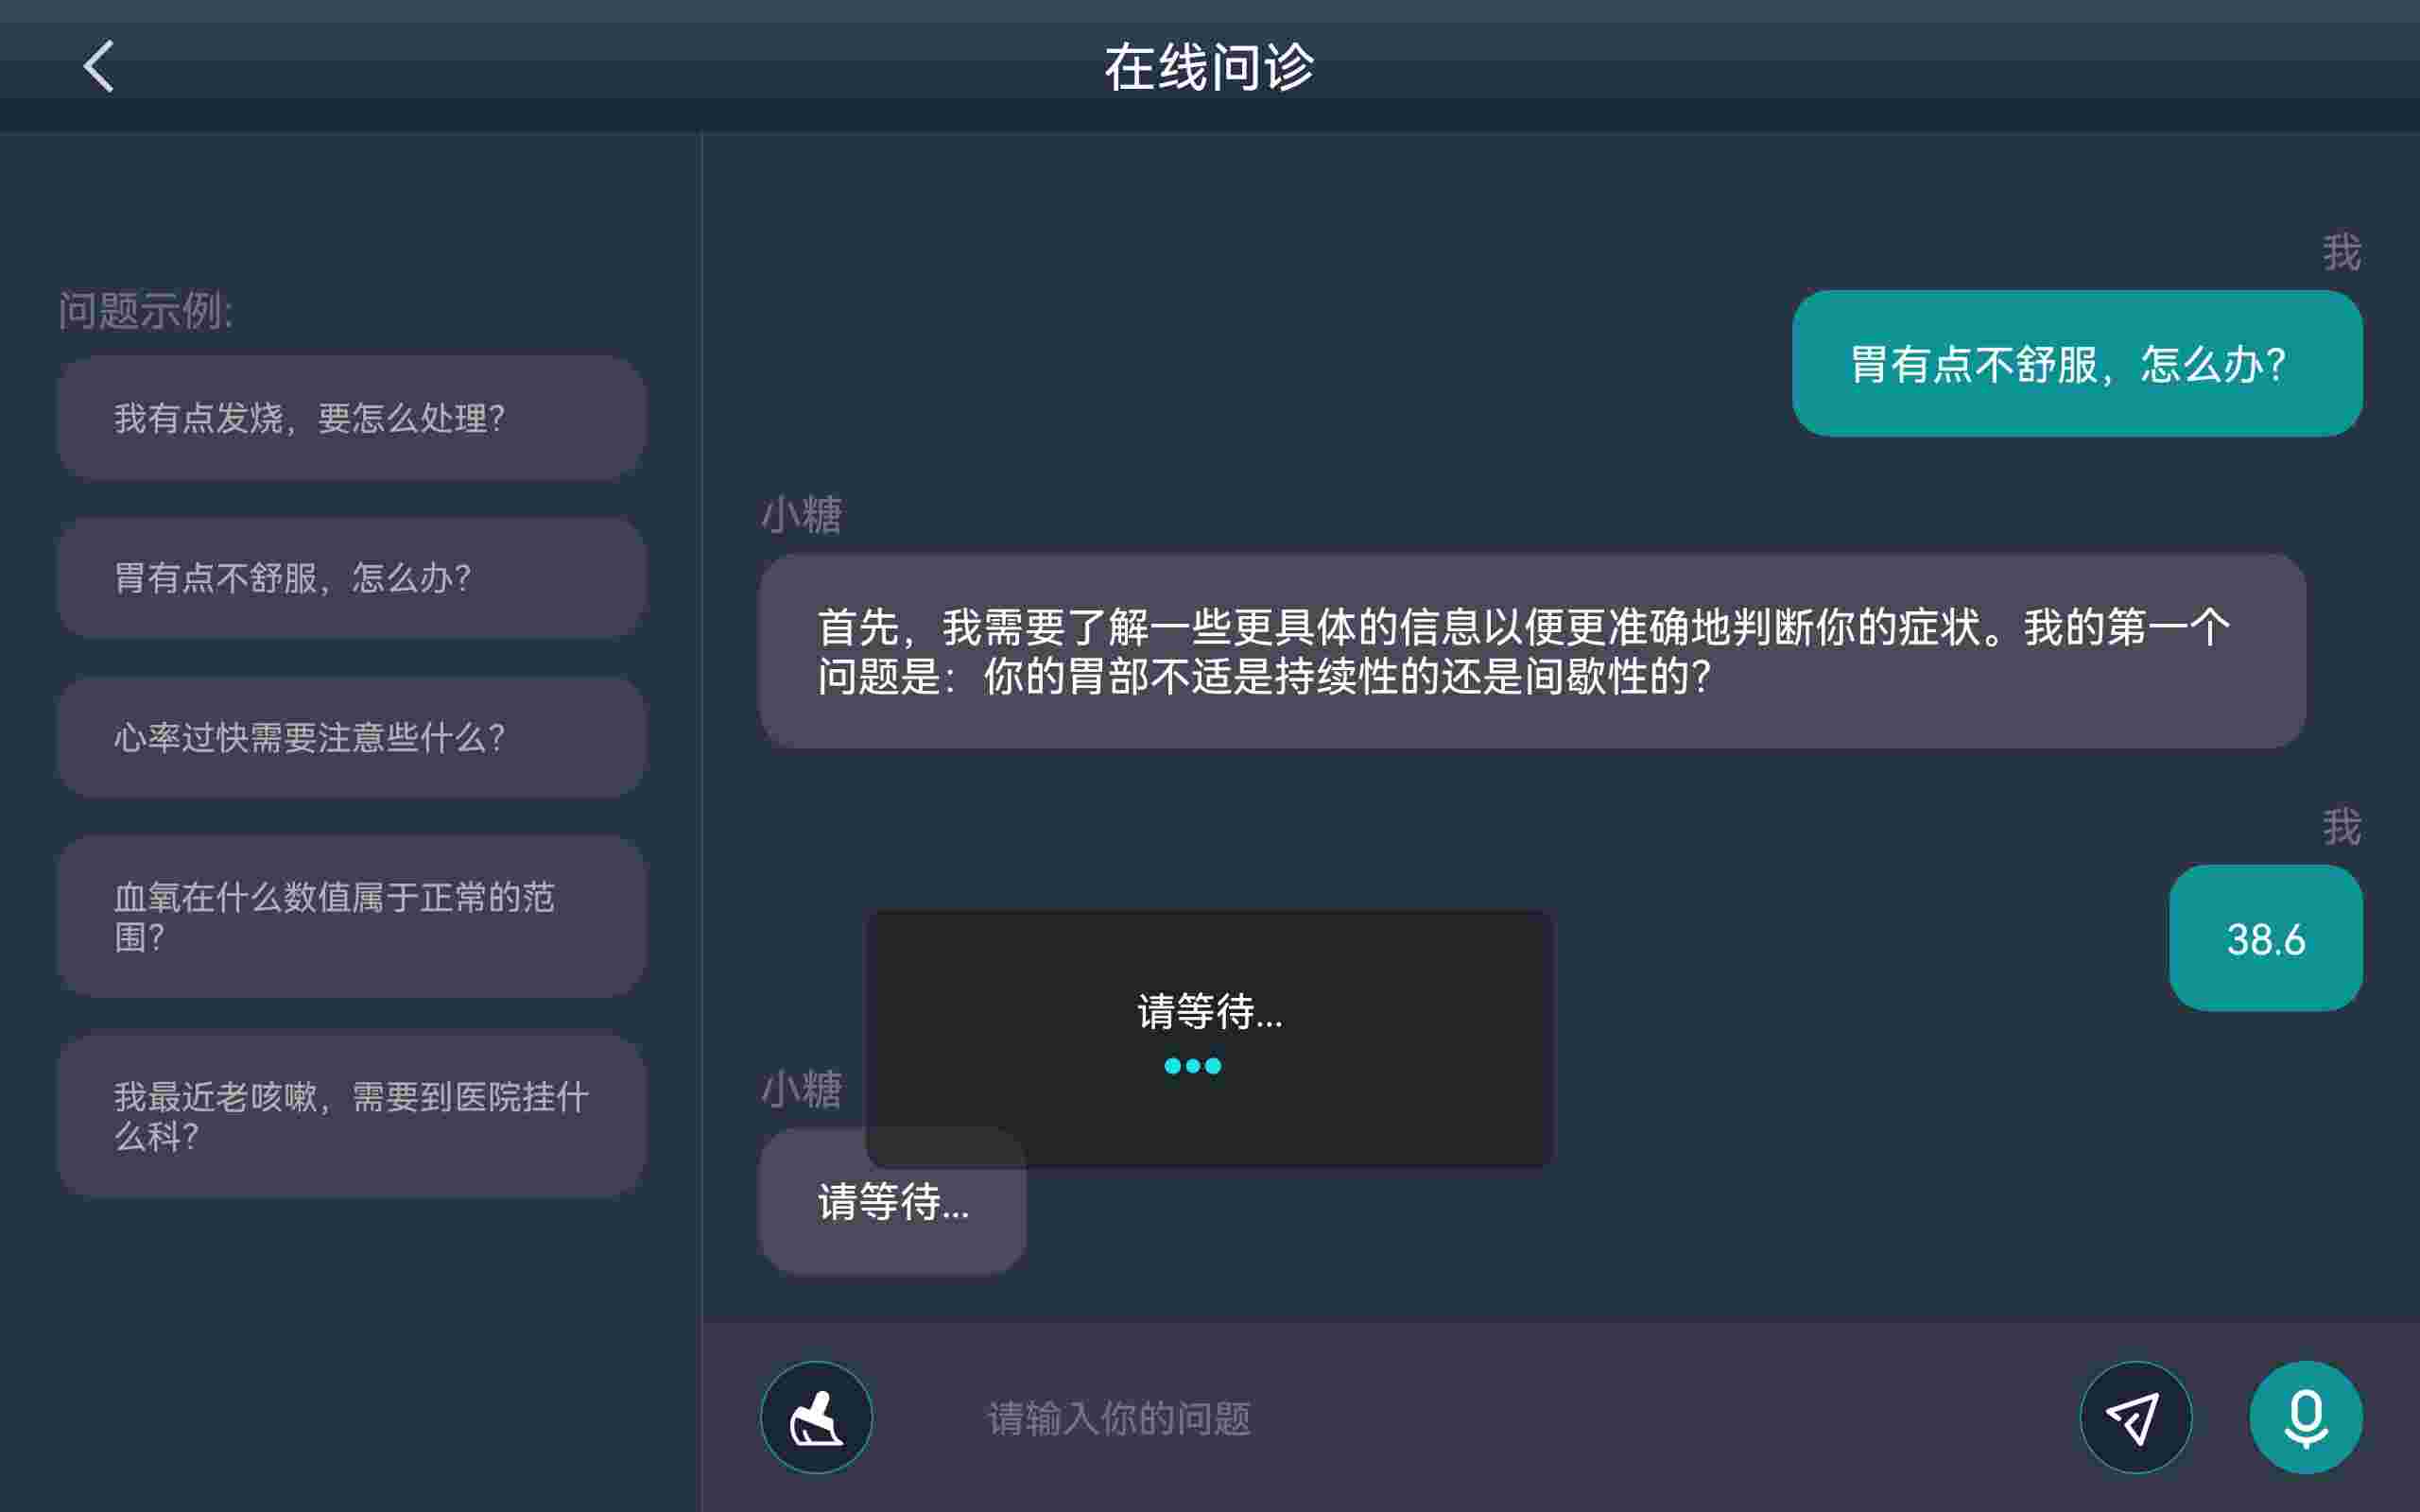 在线问诊
问题示例:
我有点发烧，要怎么处理？
胃有点不舒服，怎么办？
心率过快需要注意些什么？
血氧在什么数值属于正常的范
围？
我最近老咳嗽，需要到医院挂什
么科？
我
胃有点不舒服，怎么办？
小糖
首先，我需要了解一些更具体的信息以便更准确地判断你的症状。我的第一个
问题是：你的胃部不适是持续性的还是间歇性的？
我
38.6
请等待...
小糖
请等待...
请输入你的问题